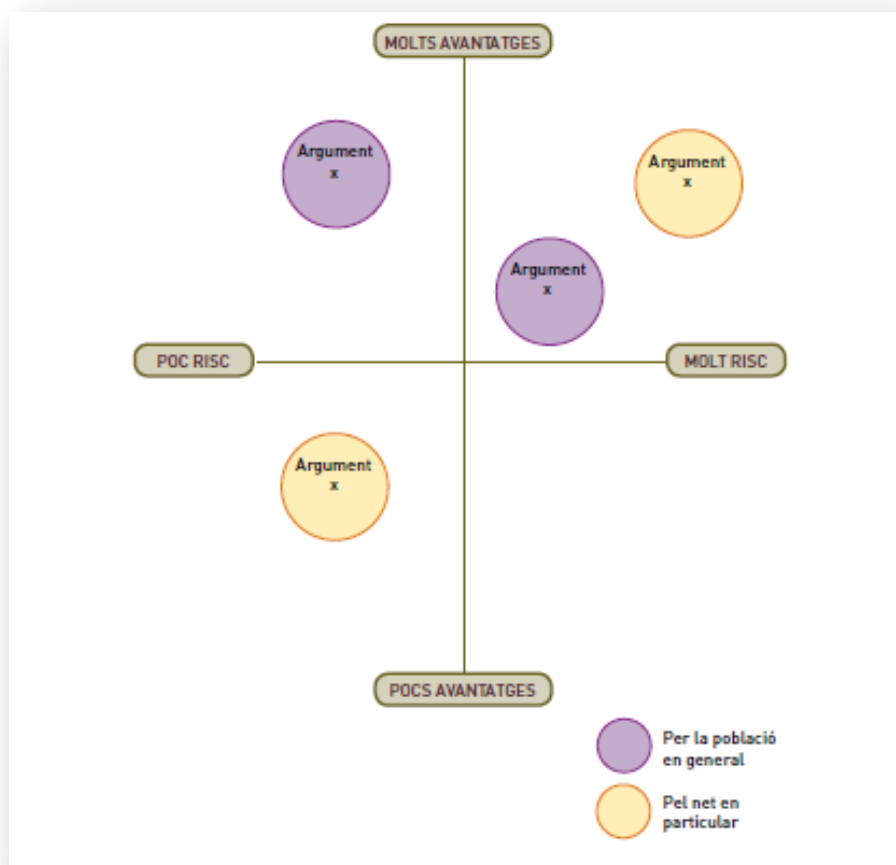 MOLTS AVANTATGES
Argument
x
Argument
x
Argument
x
POC RISC
MOLT RISC
Argument
x
POCS AVANTATGES
Per la població
en general
Pel net en
particular